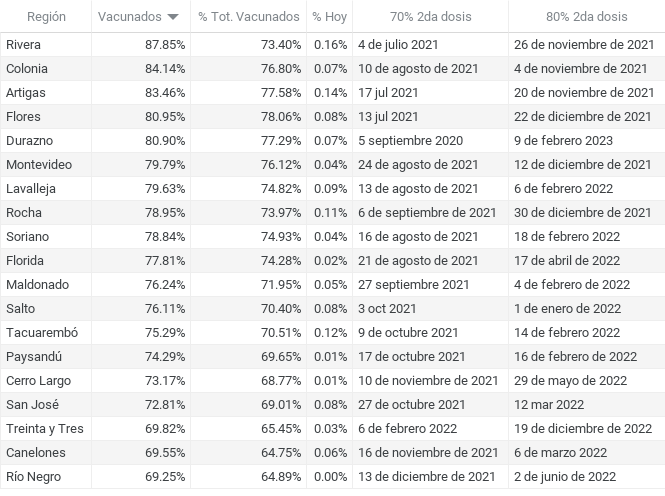 Región Vacunados % Tot. Vacunados % Hoy 70% 2da dosis 80% 2da dosis
Rivera 87.85% 73.40% 0.16% 4 de julio 2021 26 de noviembre de 2021
Colonia 84.14% 76.80% 0.07% 10 de agosto de 2021 4 de noviembre de 2021
Artigas 83.46% 77.58% 0.14% 17 jul 2021 20 de noviembre de 2021
Flores 80.95% 78.06% 0.08% 13 jul 2021 22 de diciembre de 2021
Durazno 80.90% 77.29% 0.07% 5 septiembre 2020 9 de febrero 2023
Montevideo 79.79% 76.12% 0.04% 24 de agosto de 2021 12 de diciembre de 2021
Lavalleja 79.63% 74.82% 0.09% 13 de agosto de 2021 6 de febrero 2022
Rocha 78.95% 73.97% 0.11% 6 de septiembre de 2021 30 de diciembre de 2021
Soriano 78.84% 74.93% 0.04% 16 de agosto de 2021 18 de febrero 2022
Florida 77.81% 74.28% 0.02% 21 de agosto de 2021 17 de abril de 2022
Maldonado 76.24% 71.95% 0.05% 27 septiembre 2021 4 de febrero de 2022
Salto 76.11% 70.40% 0.08% 3 oct 2021 1 de enero de 2022
Tacuarembó 75.29% 70.51% 0.12% 9 de octubre 2021 14 de febrero 2022
Paysandú 74.29% 69.65% 0.01% 17 de octubre 2021 16 de febrero de 2022
Cerro Largo 73.17% 68.77% 0.01% 10 de noviembre de 2021 29 de mayo de 2022
San José 72.81% 69.01% 0.08% 27 de octubre 2021 12 mar 2022
Treinta y Tres 69.82% 65.45% 0.03% 6 de febrero 2022 19 de diciembre de 2022
Canelones 69.55% 64.75% 0.06% 16 de noviembre de 2021 6 de marzo 2022
Río Negro 69.25% 64.89% 0.00% 13 de diciembre de 2021 2 de junio de 2022